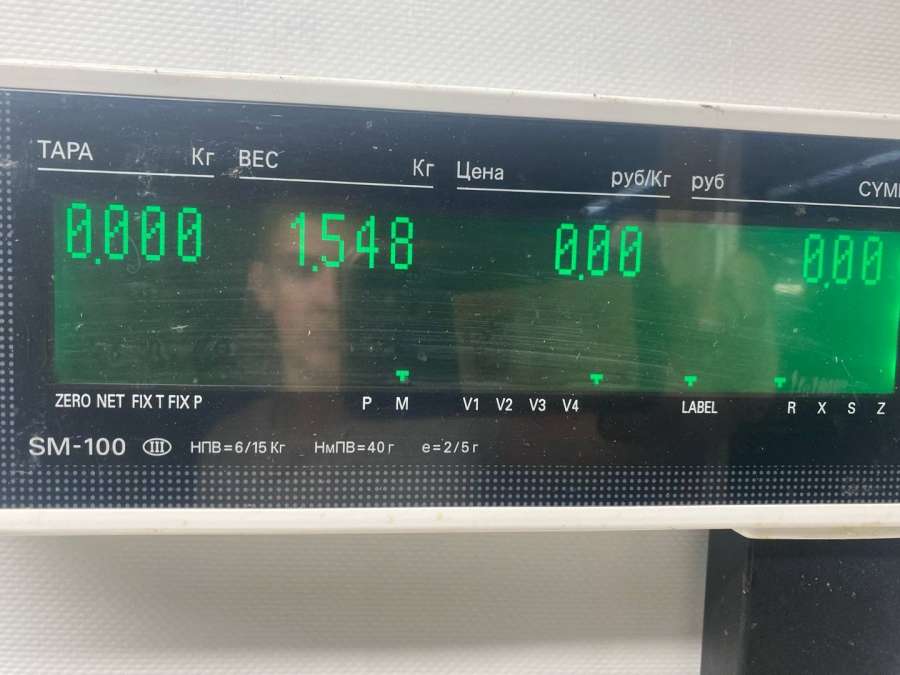 ТАРА Кг ВЕС Кг Цена руб/Кг руб СУМ
0.000 1.548 0.00 0.00
ZERO NET FIX T FIX P P M V1 V2 V3 V4 LABEL R X S Z
SM-100 III НПВ=6/15 Кг НмПВ=40 г e=2/5 г